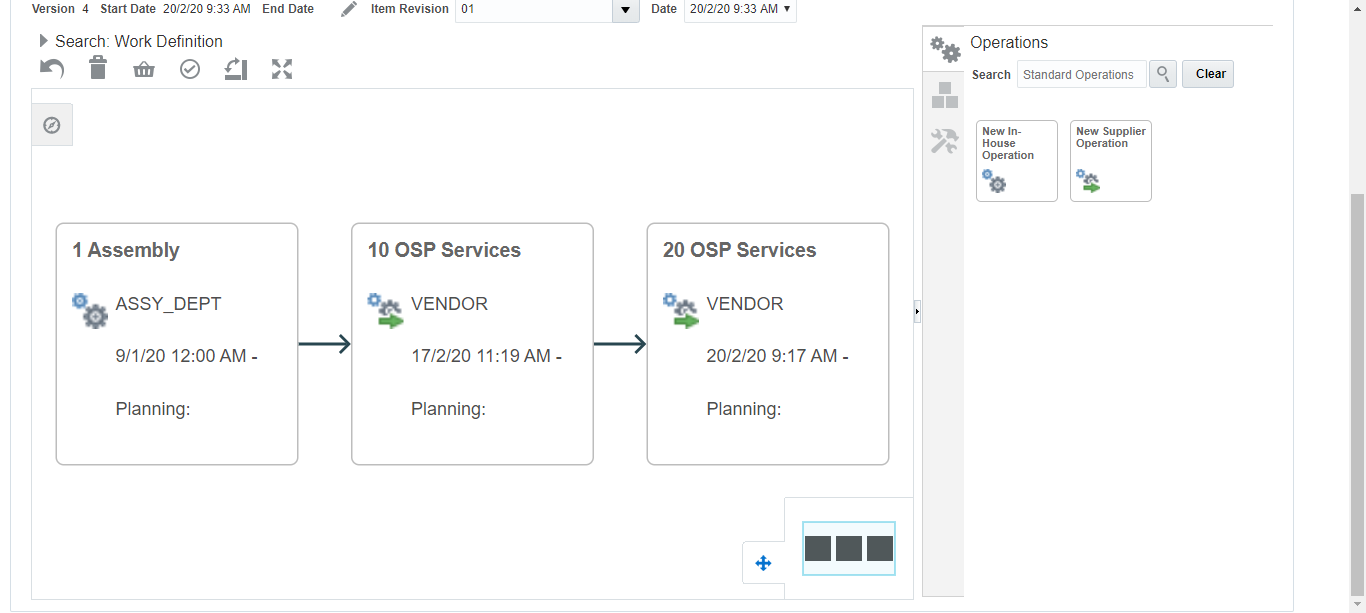 Version 4 Start Date 20/2/20 9:33 AM End Date Item Revision 01 Date 20/2/20 9:33 AM
Search: Work Definition
1 Assembly
ASSY_DEPT
9/1/20 12:00 AM -
Planning:
10 OSP Services
VENDOR
17/2/20 11:19 AM -
Planning:
20 OSP Services
VENDOR
20/2/20 9:17 AM -
Planning:
Operations
Search Standard Operations Clear
New In-
House
Operation
New Supplier
Operation